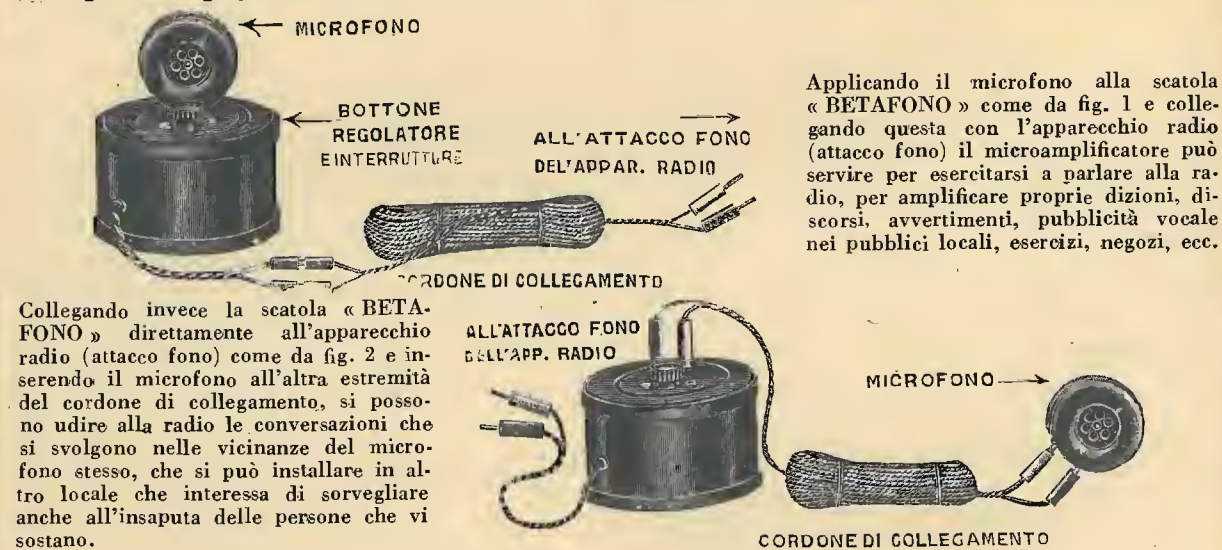 MICROFONO
BOTTONE
REGOLATORE
E INTERRUTTURE
ALL'ATTACCO FONO
DEL'APPAR. RADIO
Applicando il microfono alla scatola
« BETAFONO » come da fig. 1 e colle-
gando questa con l'apparecchio radio
(attacco fono) il microamplificatore può
servire per esercitarsi a parlare alla ra-
dio, per amplificare proprie dizioni, di-
scorsi, avvertimenti, pubblicità vocale
nei pubblici locali, esercizi, negozi, ecc.
CORDONE DI COLLEGAMENTO
Collegando invece la scatola « BETA-
FONO » direttamente all'apparecchio
radio (attacco fono) come da fig. 2 e in-
serendo il microfono all'altra estremità
del cordone di collegamento, si posso-
no udire alla radio le conversazioni che
si svolgono nelle vicinanze del micro-
fono stesso, che si può installare in al-
tro locale che interessa di sorvegliare
anche all'insaputa delle persone che vi
sostano.
ALL'ATTACCO FONO
DELL'APP. RADIO
MICROFONO
CORDONE DI COLLEGAMENTO